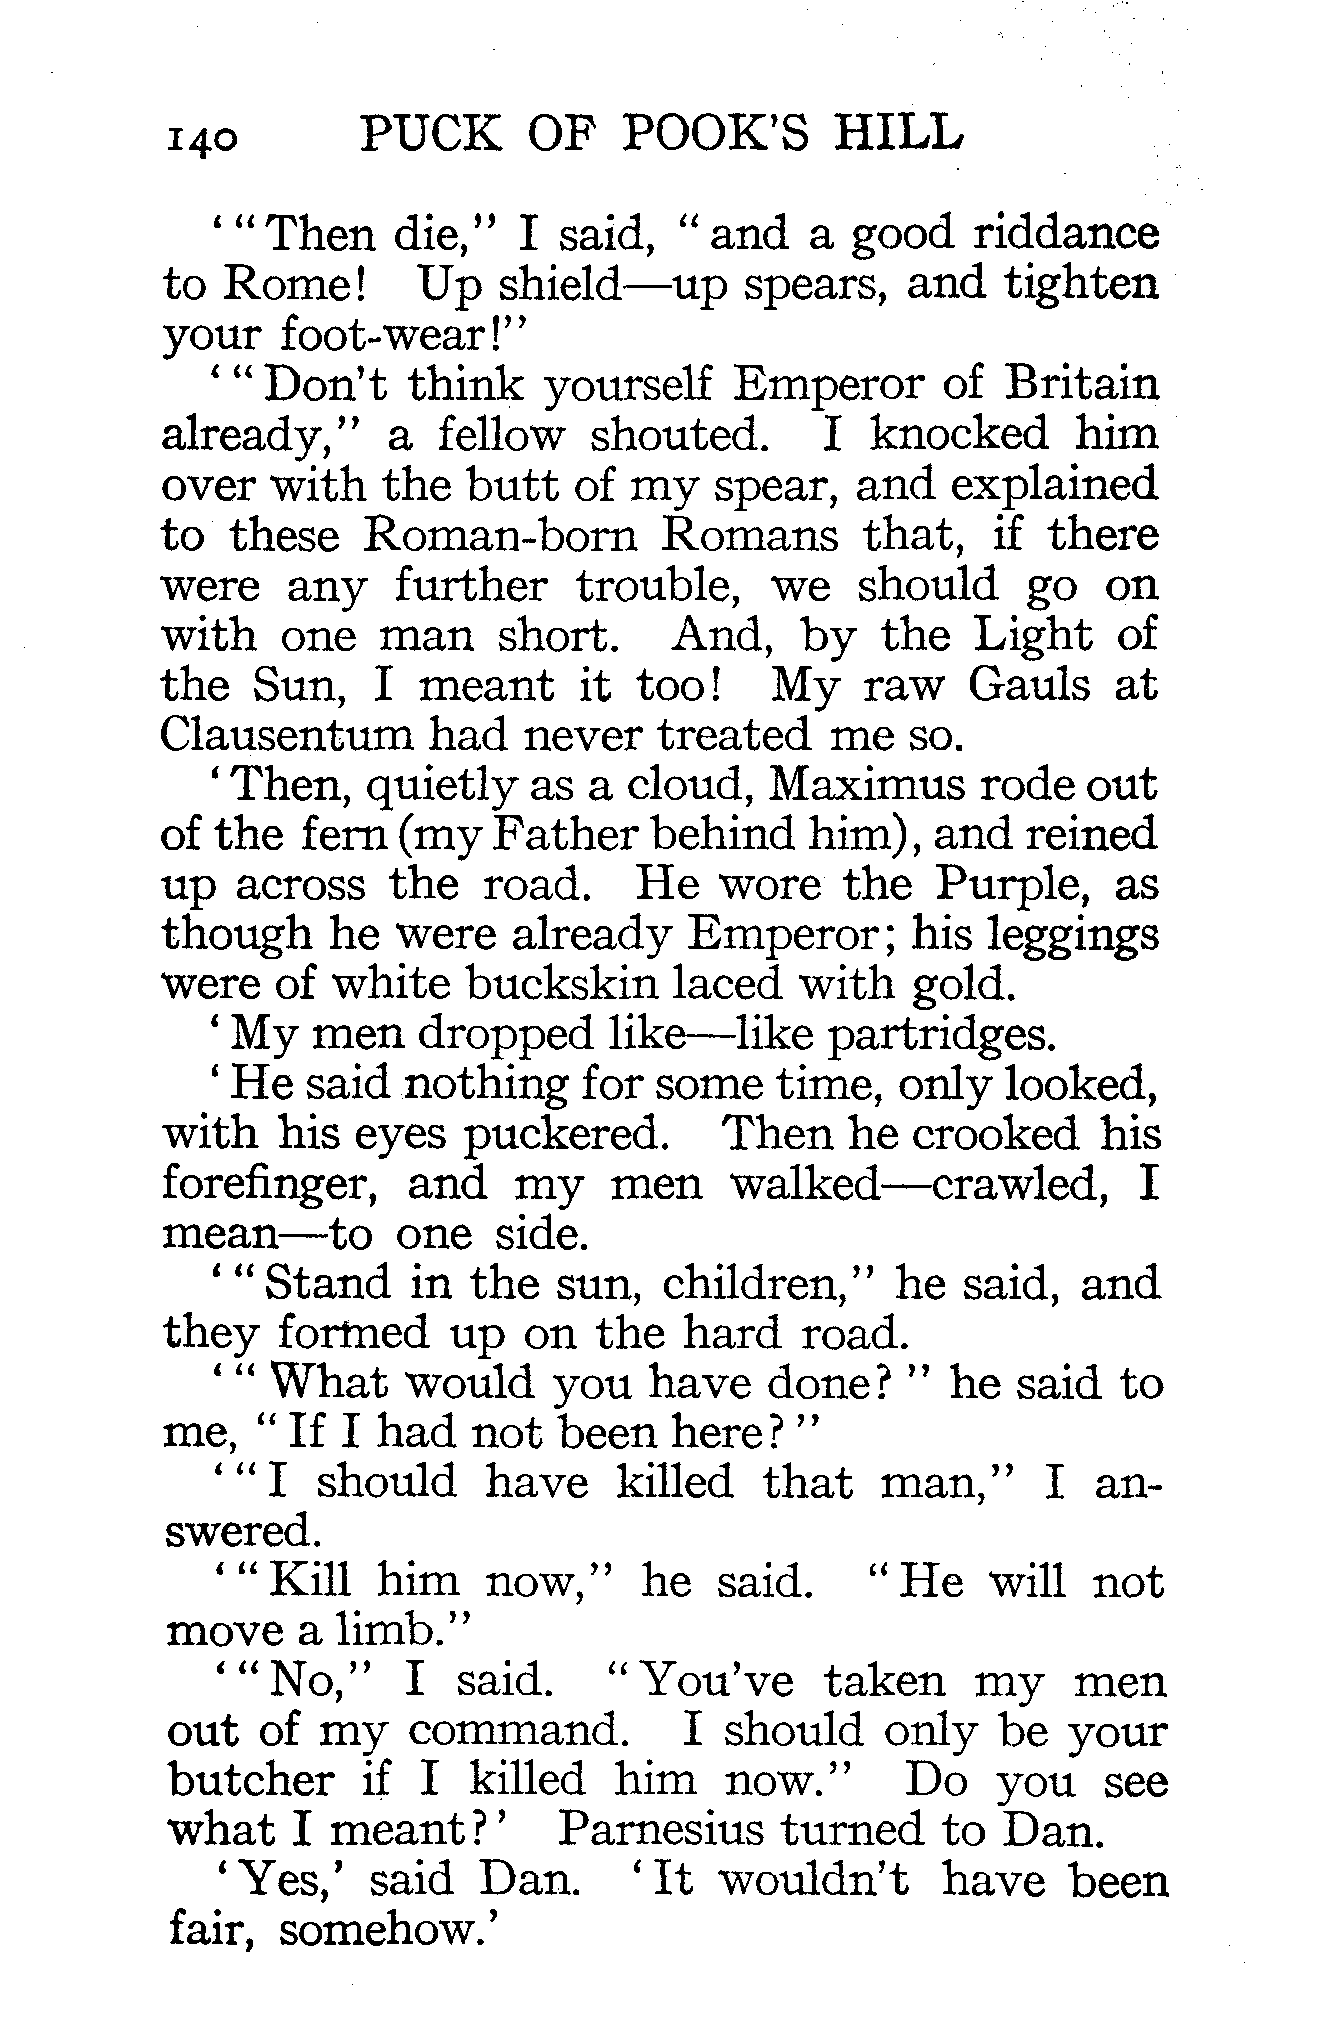 140 PUCK OF POOK'S HILL
‘ “ Then die,” I said, “ and a good riddance
to Rome! Up shield—up spears, and tighten
your foot-wear!”
‘ “ Don't think yourself Emperor of Britain
already,” a fellow shouted. I knocked him
over with the butt of my spear, and explained
to these Roman-born Romans that, if there
were any further trouble, we should go on
with one man short. And, by the Light of
the Sun, I meant it too! My raw Gauls at
Clausentum had never treated me so.
‘ Then, quietly as a cloud, Maximus rode out
of the fern (my Father behind him), and reined
up across the road. He wore the Purple, as
though he were already Emperor; his leggings
were of white buckskin laced with gold.
‘ My men dropped like—like partridges.
‘ He said nothing for some time, only looked,
with his eyes puckered. Then he crooked his
forefinger, and my men walked—crawled, I
mean—to one side.
‘ “ Stand in the sun, children,” he said, and
they formed up on the hard road.
‘ “ What would you have done? ” he said to
me, “ If I had not been here? ”
‘ “ I should have killed that man,” I an-
swered.
‘ “ Kill him now,” he said. “ He will not
move a limb.”
‘ “ No,” I said. “ You've taken my men
out of my command. I should only be your
butcher if I killed him now.” Do you see
what I meant? ’ Parnesius turned to Dan.
‘ Yes,’ said Dan. ‘ It wouldn't have been
fair, somehow.’